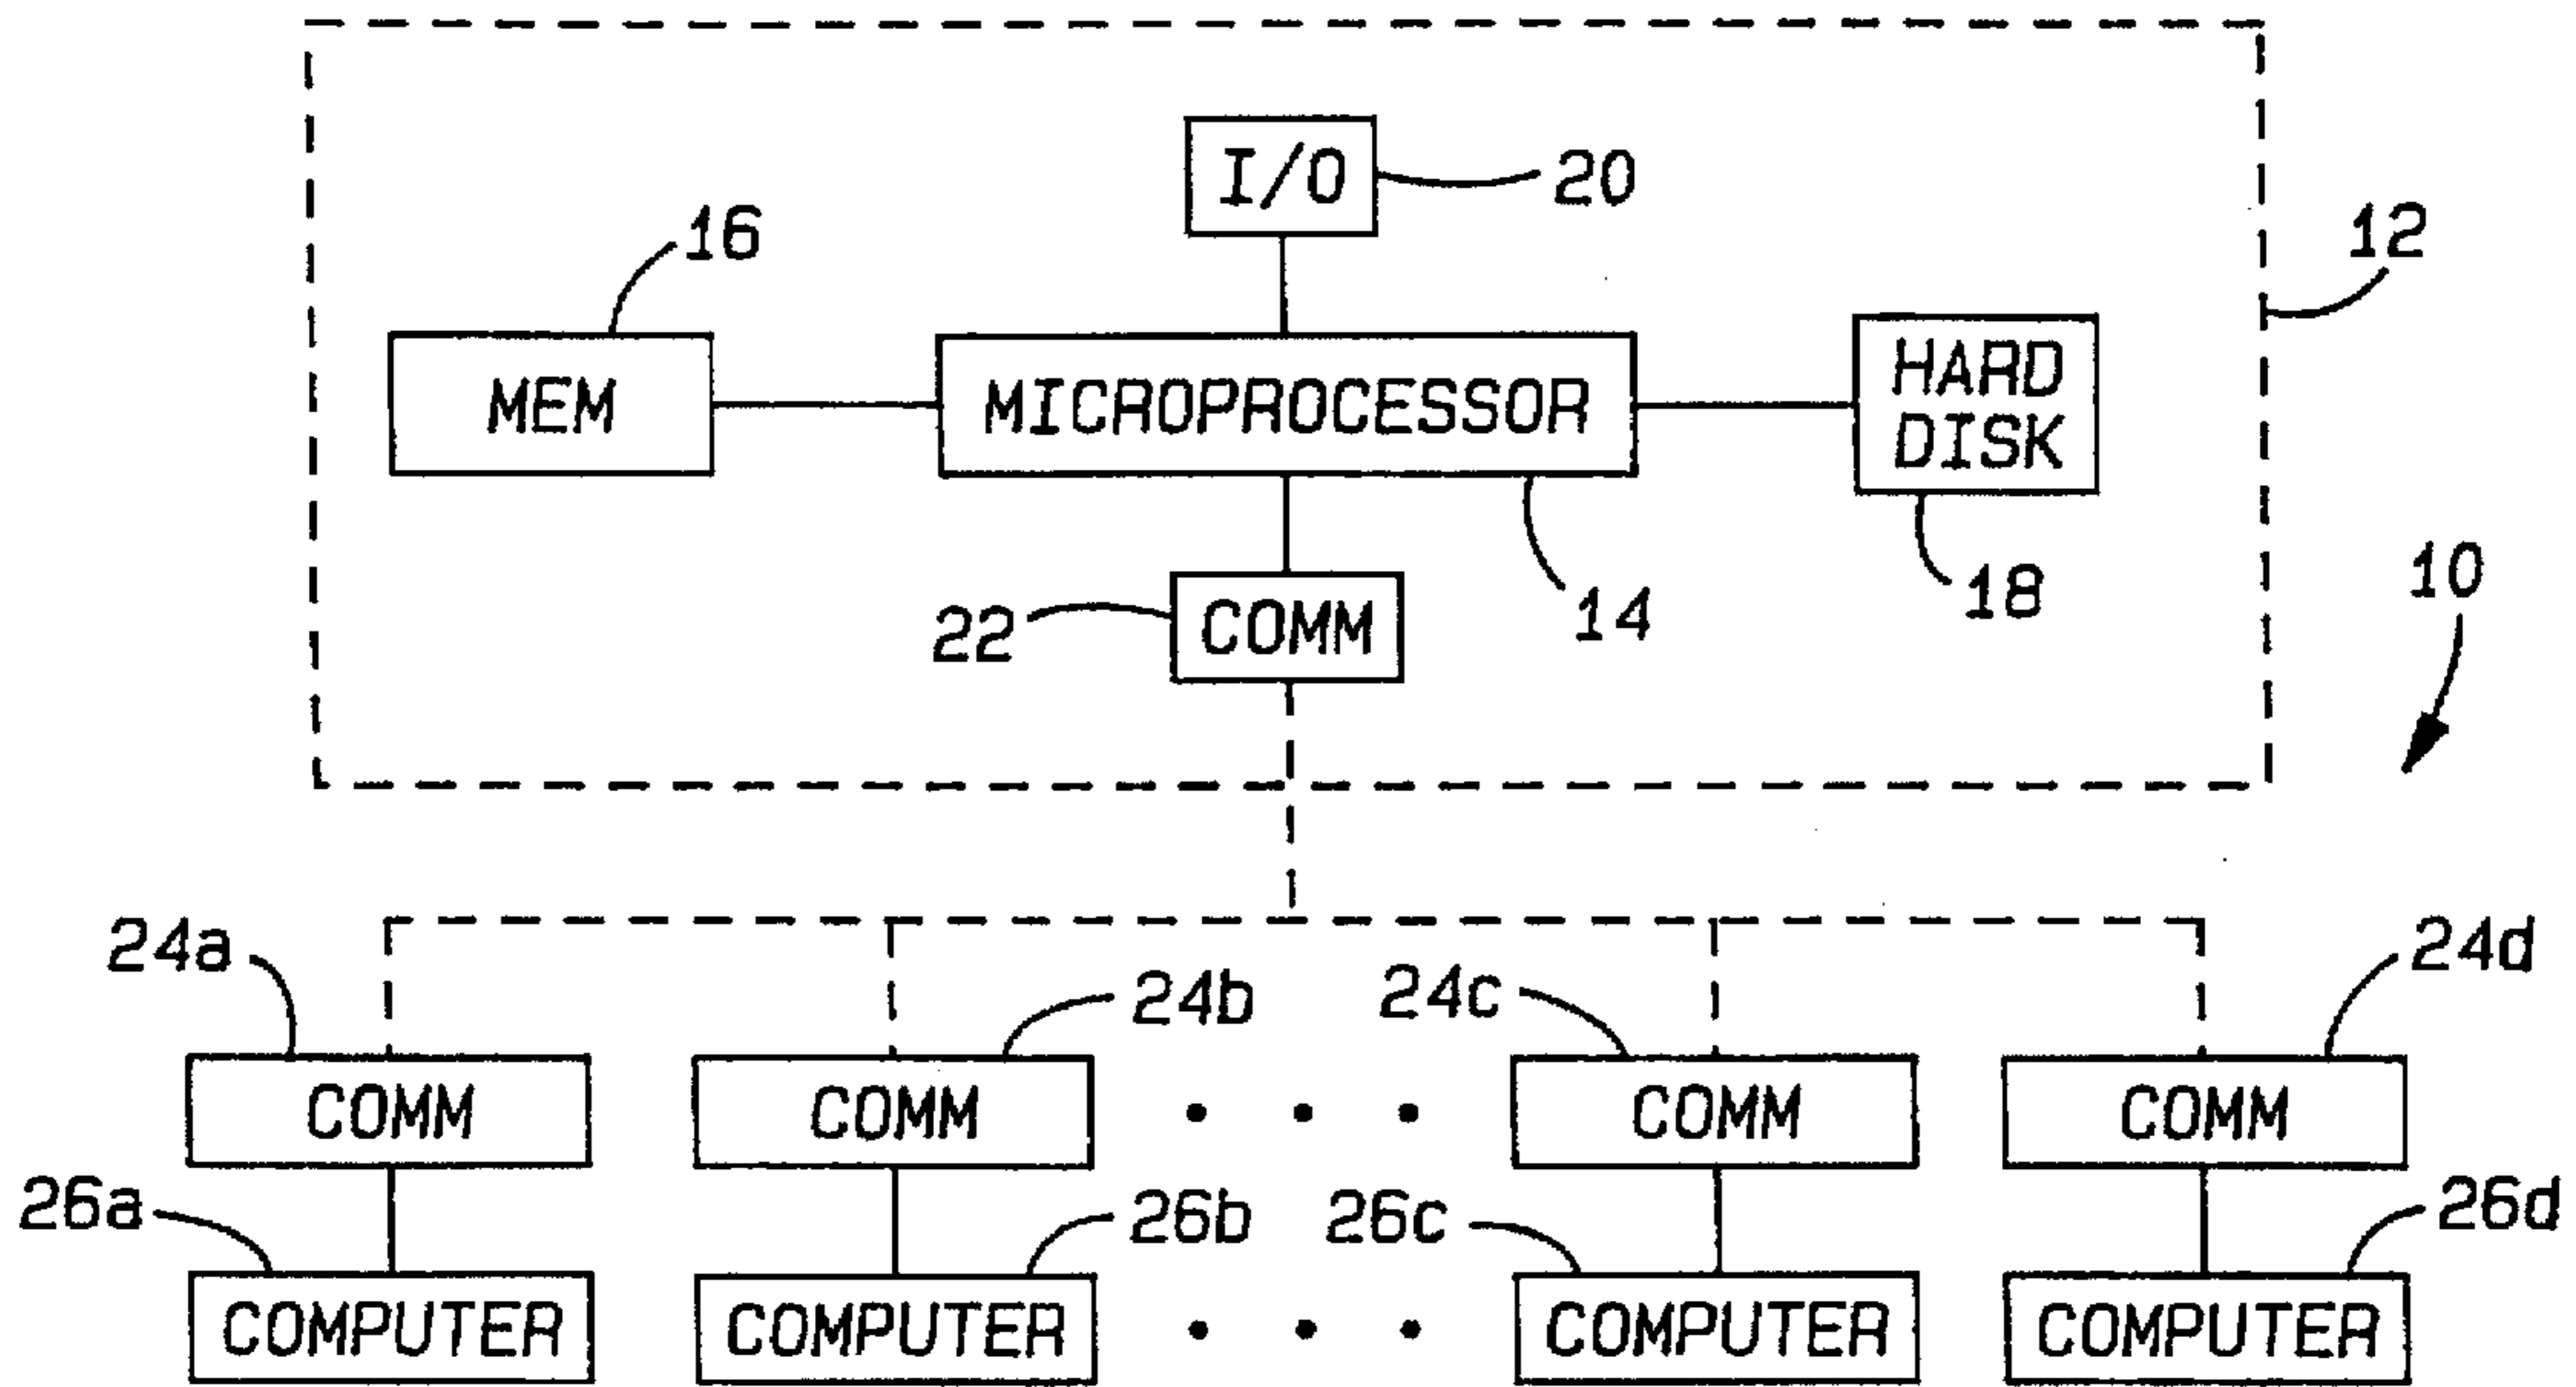 I/O
20
16
12
MEM
MICROPROCESSOR
HARD
DISK
10
18
14
22
COMM
24a
24b
24c
24d
COMM
COMM
• • •
COMM
COMM
26a
26b
26c
26d
COMPUTER
COMPUTER
• • •
COMPUTER
COMPUTER